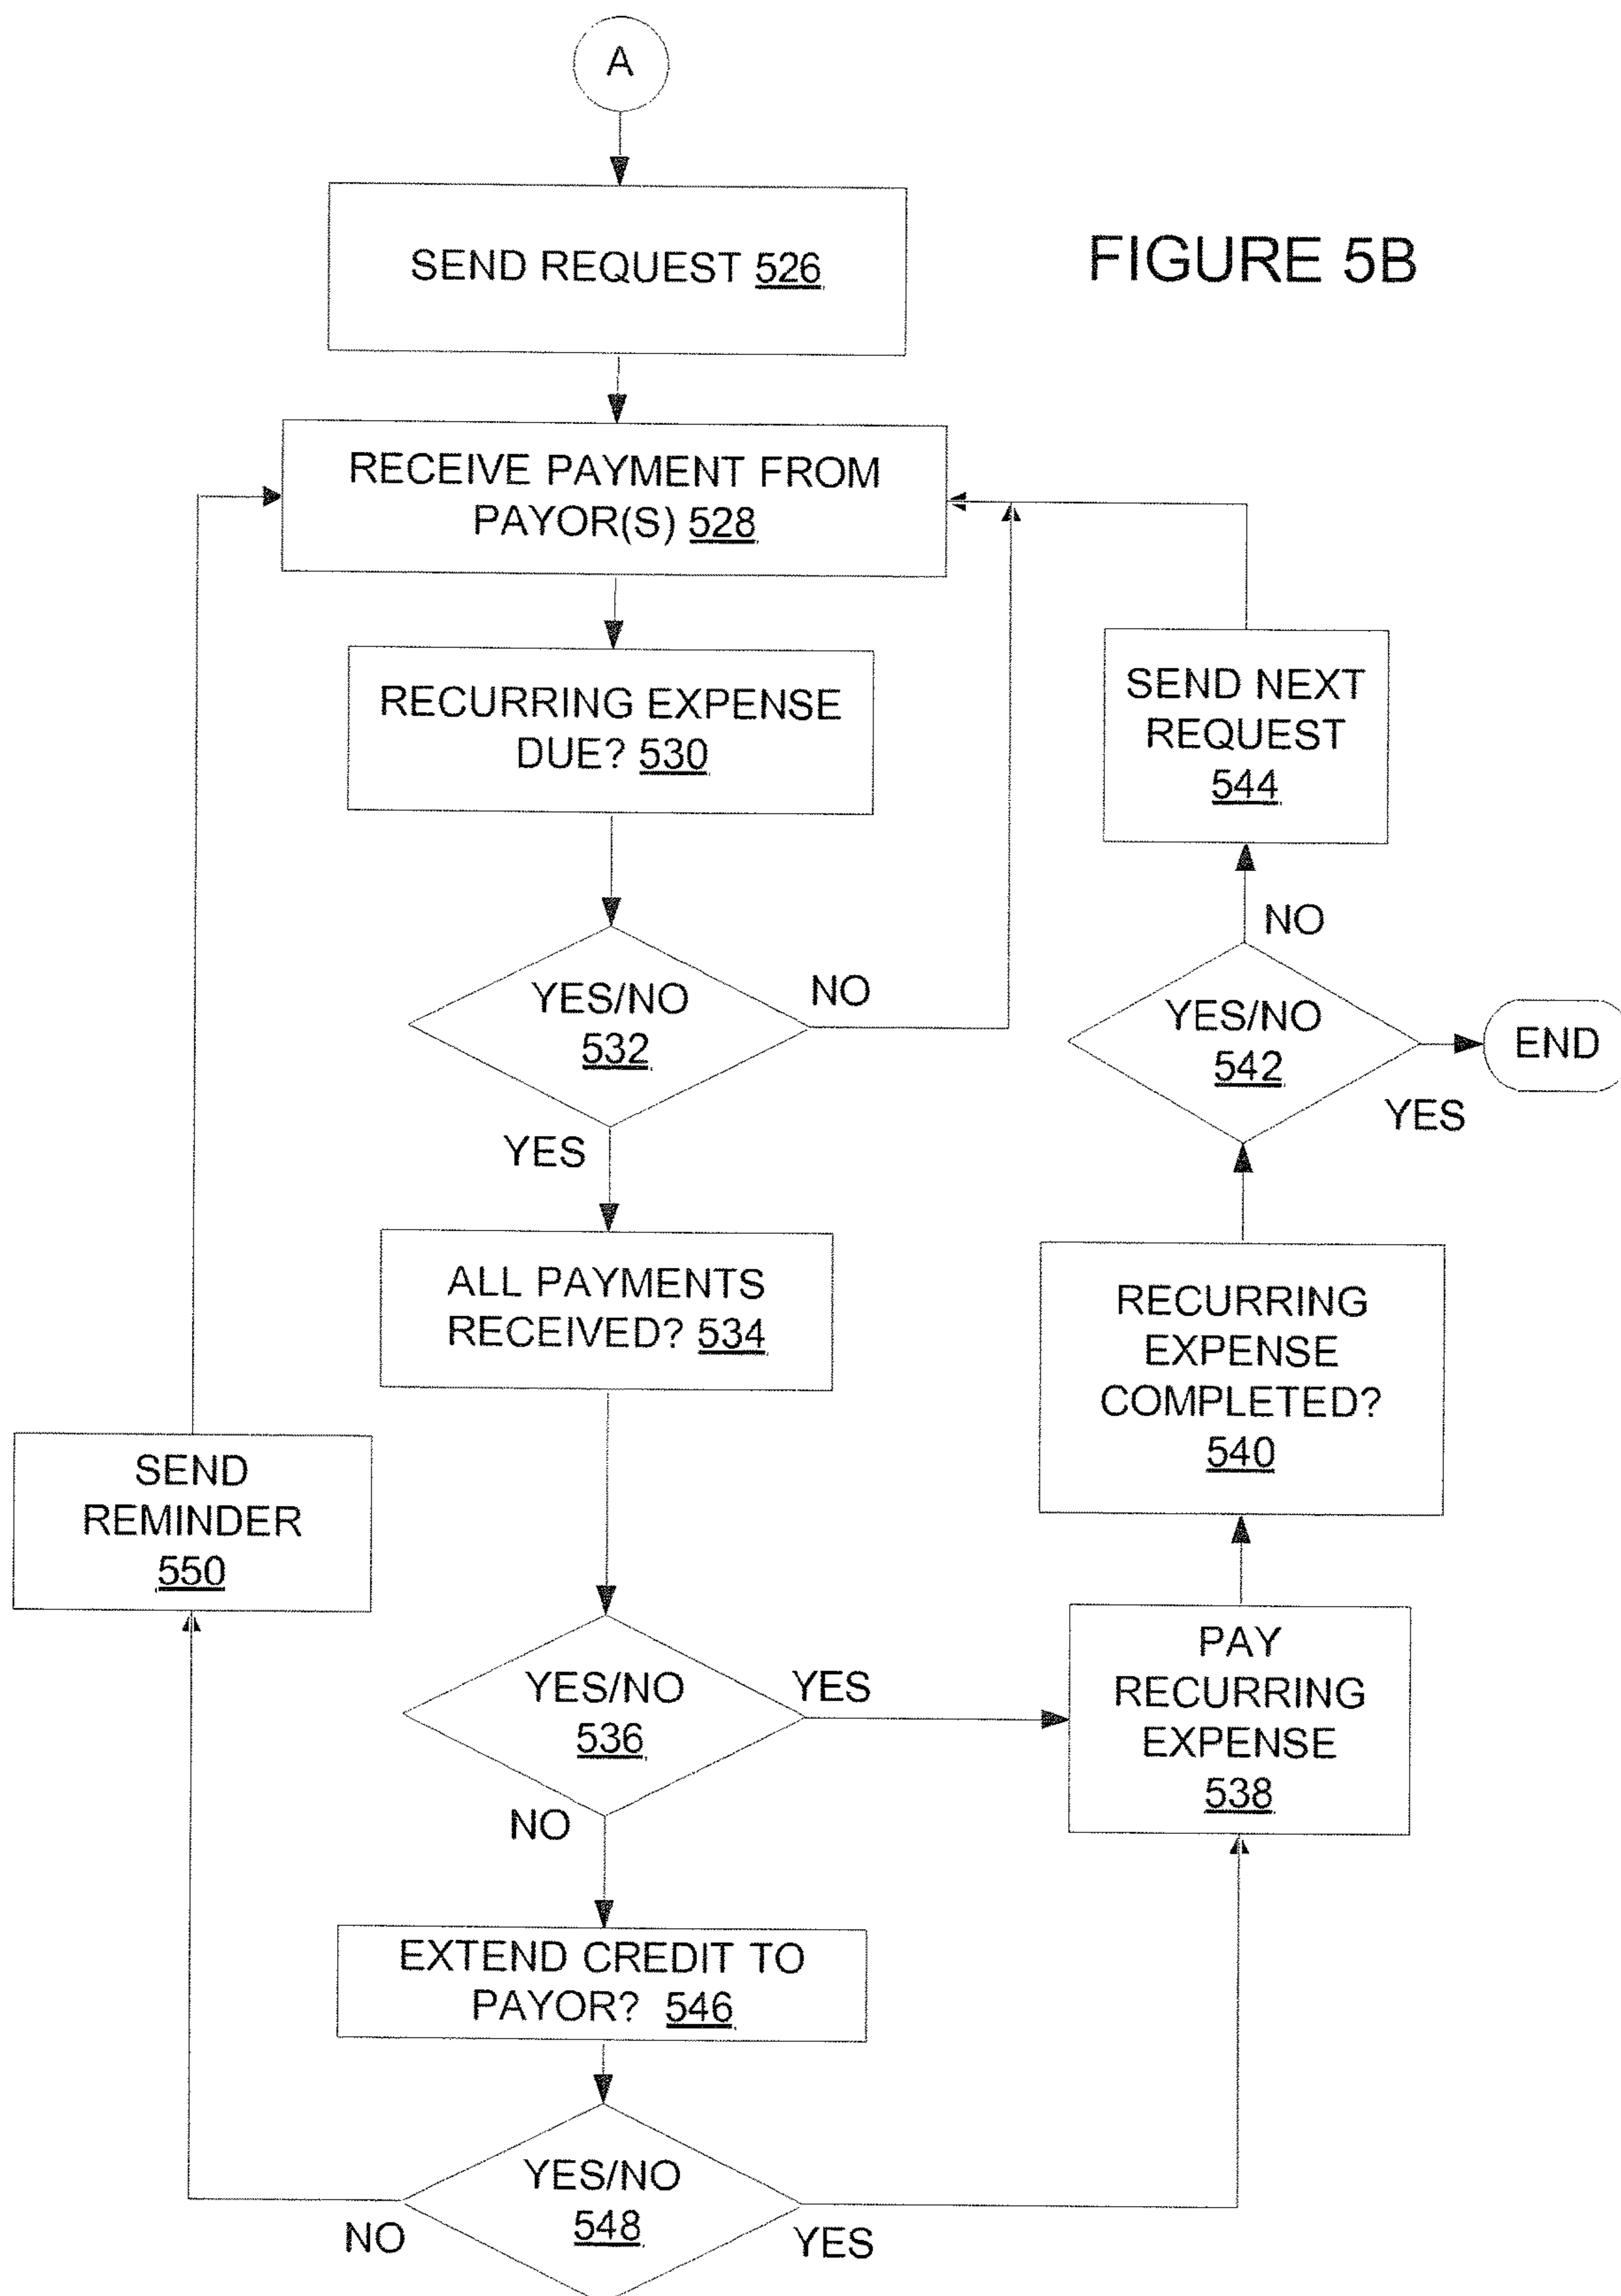 A
SEND REQUEST 526
FIGURE 5B
RECEIVE PAYMENT FROM
PAYOR(S) 528
RECURRING EXPENSE
DUE? 530
SEND NEXT
REQUEST
544
NO
YES/NO
532
NO
YES/NO
542
END
YES
YES
ALL PAYMENTS
RECEIVED? 534
RECURRING
EXPENSE
COMPLETED?
540
SEND
REMINDER
550
YES/NO
536
YES
PAY
RECURRING
EXPENSE
538
NO
EXTEND CREDIT TO
PAYOR? 546
YES/NO
548
NO
YES